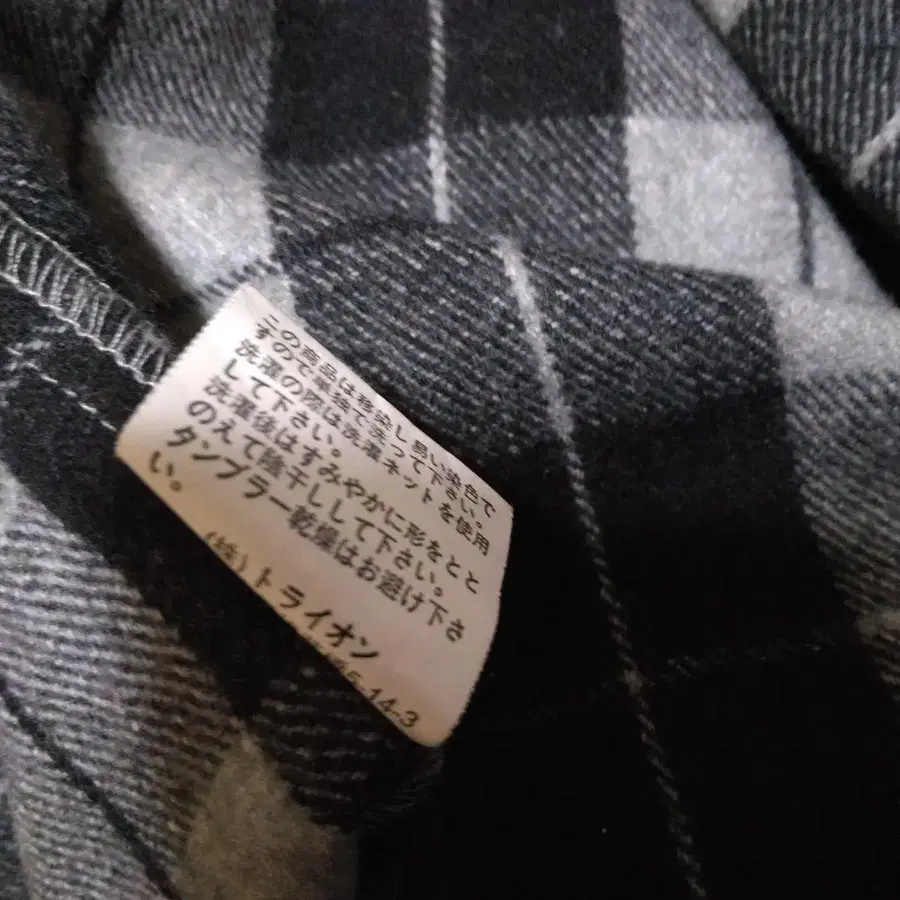 この商品は移染し易い染色で
すので単独で洗って下さい。
洗濯の際は洗濯ネットを使用
して下さい。
洗濯後はすみやかに形をとと
のえて陰干しして下さい。
タンブラー乾燥はお避け下さ
い。
トライオン
14-3